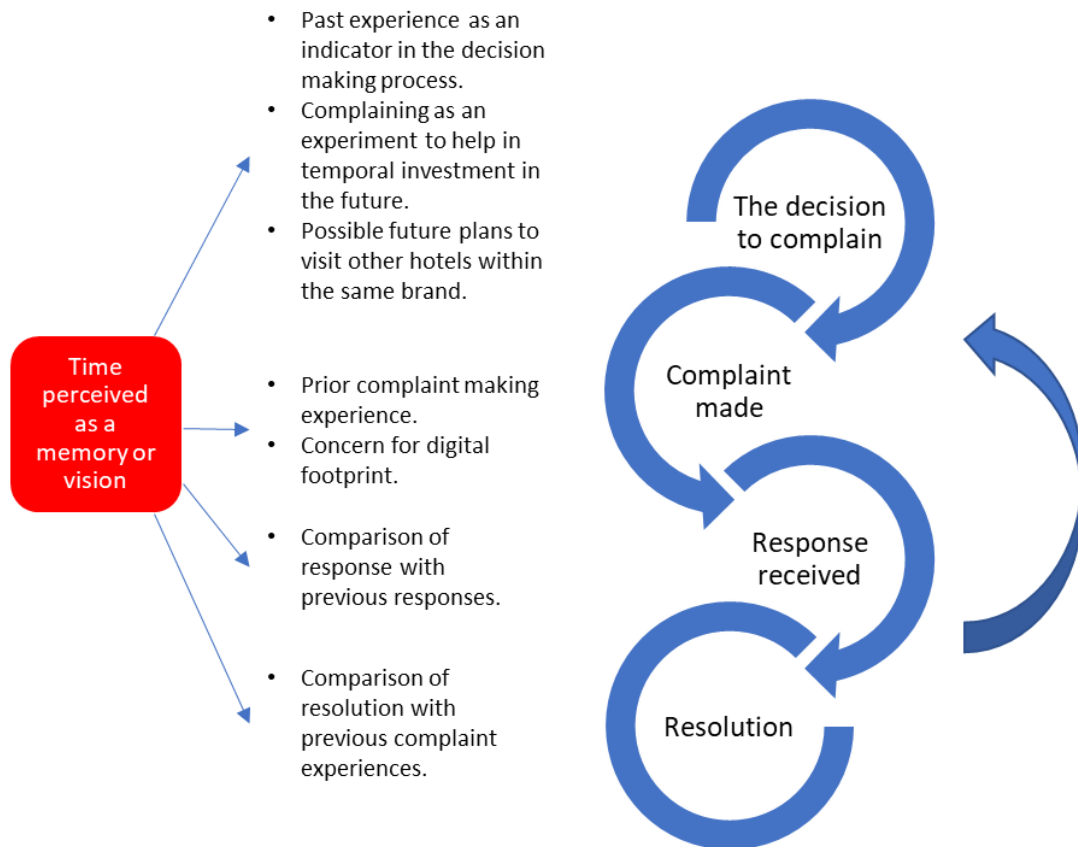 • Past experience as an
indicator in the decision
making process.
• Complaining as an
experiment to help in
temporal investment in
the future.
• Possible future plans to
visit other hotels within
the same brand.
Time
perceived
as a
memory or
vision
• Prior complaint making
experience.
• Concern for digital
footprint.
• Comparison of
response with
previous responses.
• Comparison of
resolution with
previous complaint
experiences.
The decision
to complain
Complaint
made
Response
received
Resolution